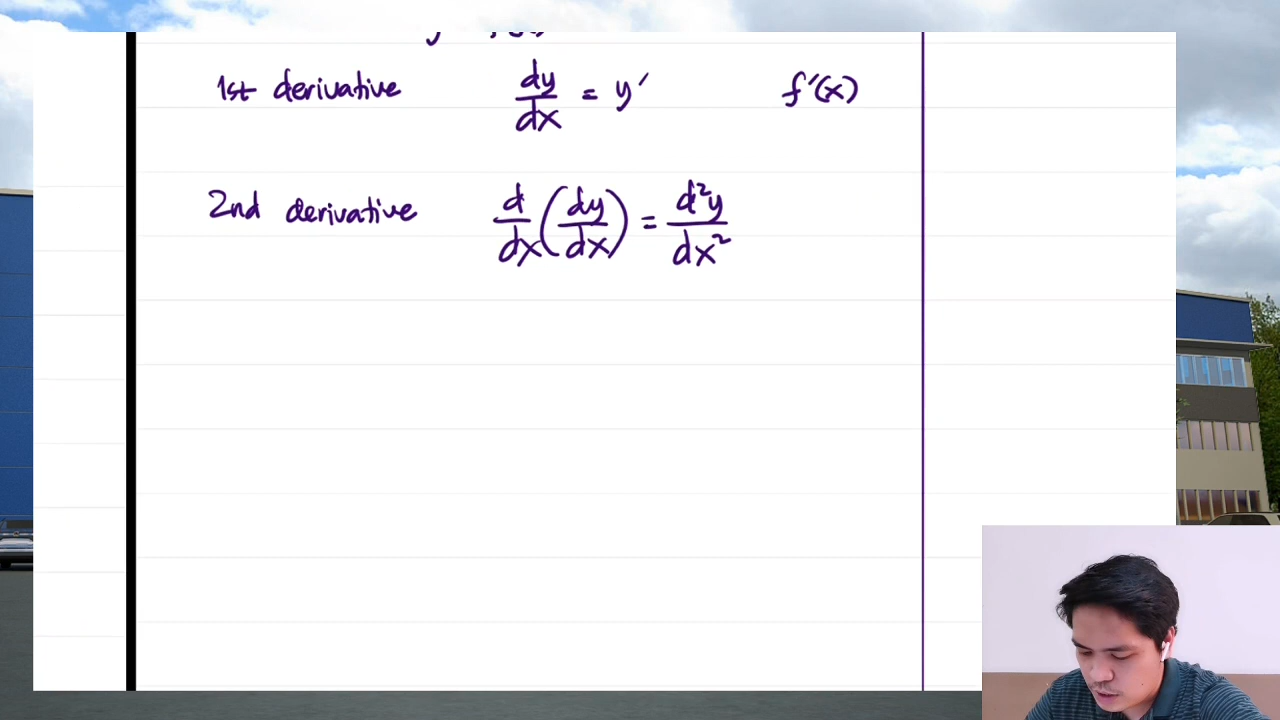 1st derivative dy/dx = y′ f′(x)
2nd derivative d/dx(dy/dx) = d²y/dx²